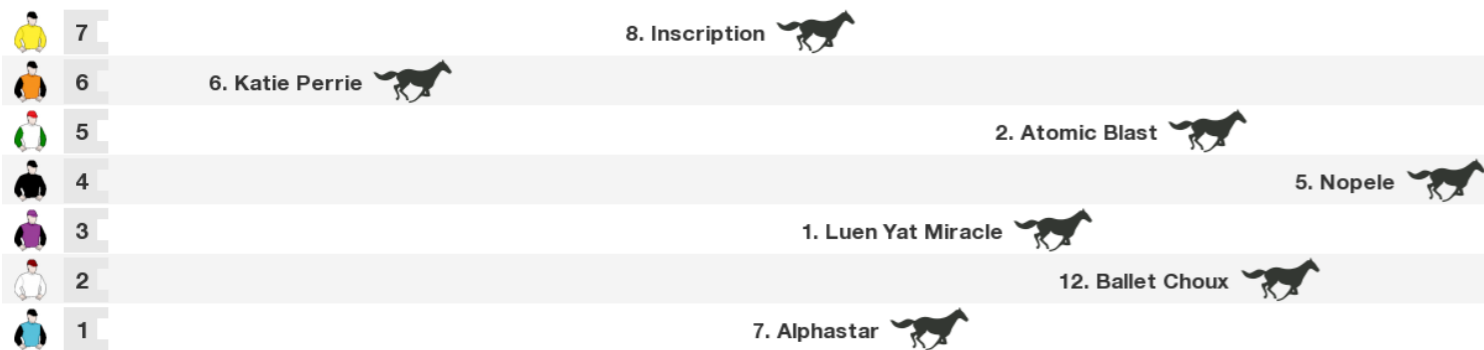 7 8. Inscription
6 6. Katie Perrie
5 2. Atomic Blast
4 5. Nopele
3 1. Luen Yat Miracle
2 12. Ballet Choux
1 7. Alphastar